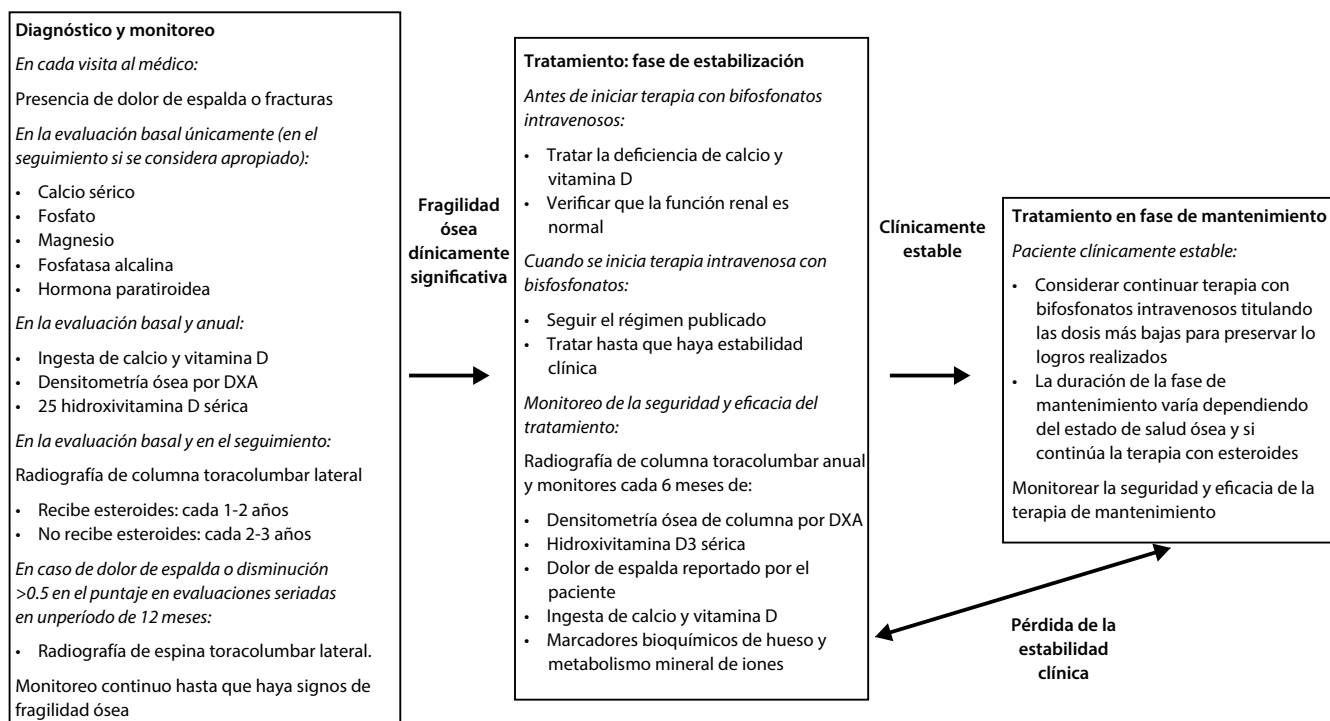 Diagnóstico y monitoreo
En cada visita al médico:
Presencia de dolor de espalda o fracturas
En la evaluación basal únicamente (en el
seguimiento si se considera apropiado):
• Calcio sérico
• Fosfato
• Magnesio
• Fosfatasa alcalina
• Hormona paratiroidea
En la evaluación basal y anual:
• Ingesta de calcio y vitamina D
• Densitometría ósea por DXA
• 25 hidroxivitamina D sérica
En la evaluación basal y en el seguimiento:
Radiografía de columna toracolumbar lateral
• Recibe esteroides: cada 1-2 años
• No recibe esteroides: cada 2-3 años
En caso de dolor de espalda o disminución
>0.5 en el puntaje en evaluaciones seriadas
en unperíodo de 12 meses:
• Radiografía de espina toracolumbar lateral.
Monitoreo continuo hasta que haya signos de
fragilidad ósea
Fragilidad
ósea
dínicamente
significativa
Tratamiento: fase de estabilización
Antes de iniciar terapia con bifosfonatos
intravenosos:
• Tratar la deficiencia de calcio y
vitamina D
• Verificar que la función renal es
normal
Cuando se inicia terapia intravenosa con
bisfosfonatos:
• Seguir el régimen publicado
• Tratar hasta que haya estabilidad
clínica
Monitoreo de la seguridad y eficacia del
tratamiento:
Radiografía de columna toracolumbar anual
y monitores cada 6 meses de:
• Densitometría ósea de columna por DXA
• Hidroxivitamina D3 sérica
• Dolor de espalda reportado por el
paciente
• Ingesta de calcio y vitamina D
• Marcadores bioquímicos de hueso y
metabolismo mineral de iones
Clínicamente
estable
Tratamiento en fase de mantenimiento
Paciente clínicamente estable:
• Considerar continuar terapia con
bifosfonatos intravenosos titulando
las dosis más bajas para preservar lo
logros realizados
• La duración de la fase de
mantenimiento varía dependiendo
del estado de salud ósea y si
continúa la terapia con esteroides
Monitorear la seguridad y eficacia de la
terapia de mantenimiento
Pérdida de la
estabilidad
clínica